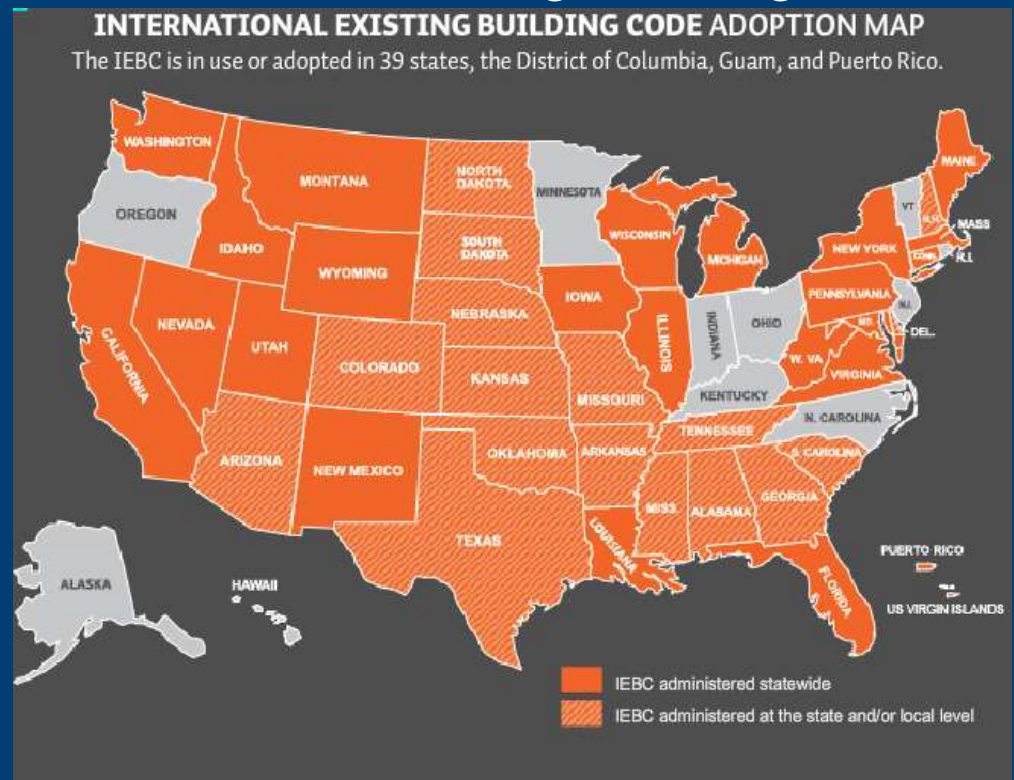 INTERNATIONAL EXISTING BUILDING CODE ADOPTION MAP
The IEBC is in use or adopted in 39 states, the District of Columbia, Guam, and Puerto Rico.
WASHINGTON
MONTANA
NORTH
DAKOTA
MINNESOTA
MAINE
OREGON
IDAHO
WYOMING
SOUTH
DAKOTA
WISCONSIN
MICHIGAN
VT
N.H.
MASS
NEW YORK
CONN.
R.I.
NEVADA
UTAH
CALIFORNIA
COLORADO
NEBRASKA
IOWA
ILLINOIS
INDIANA
OHIO
PENNSYLVANIA
N.J.
MD.
DEL.
KANSAS
MISSOURI
KENTUCKY
W. VA
VIRGINIA
N. CAROLINA
TENNESSEE
ARIZONA
NEW MEXICO
OKLAHOMA
ARKANSAS
S. CAROLINA
MISS.
ALABAMA
GEORGIA
TEXAS
LOUISIANA
FLORIDA
ALASKA
HAWAII
PUERTO RICO
US VIRGIN ISLANDS
IEBC administered statewide
IEBC administered at the state and/or local level